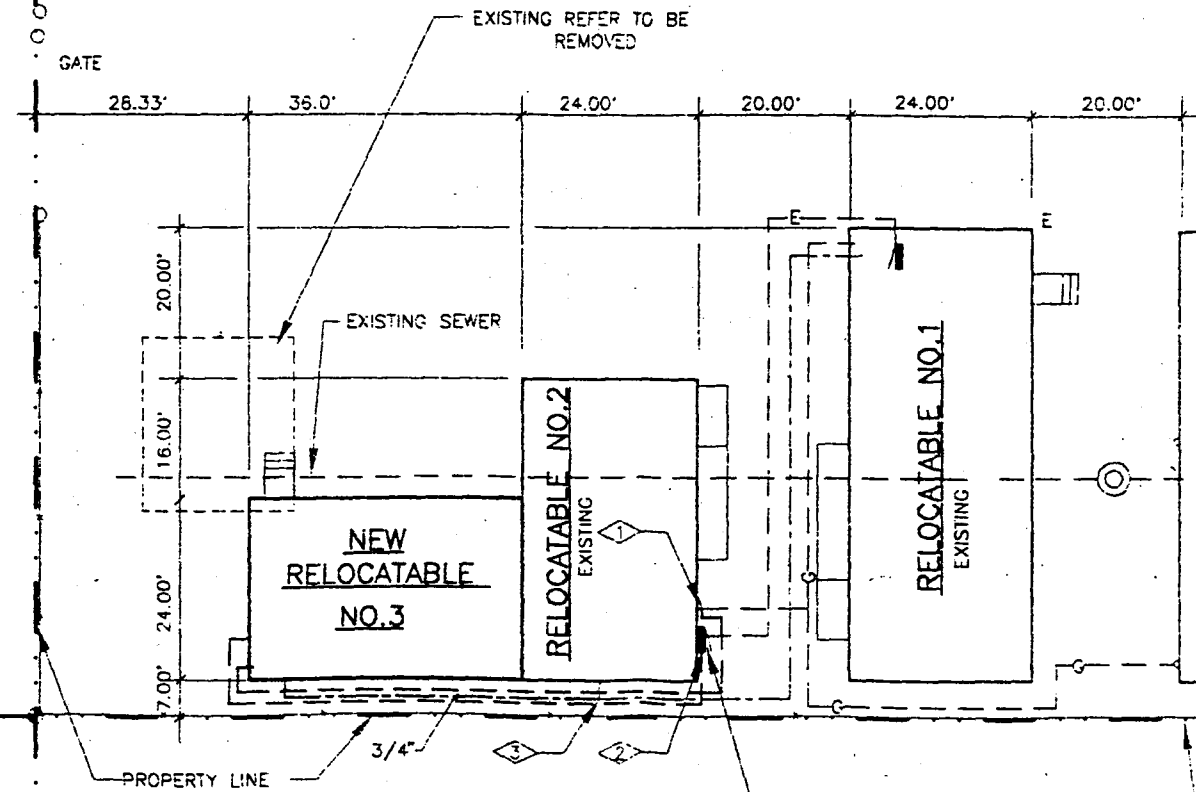 EXISTING REFER TO BE
REMOVED
GATE
28.33'
36.0'
24.00'
20.00'
24.00'
20.00'
E
E
20.00'
EXISTING SEWER
16.00'
RELOCATABLE NO.2
EXISTING
RELOCATABLE NO.1
EXISTING
1
NEW
RELOCATABLE
NO.3
24.00'
G
G
7.00'
G
3/4"
3
2
PROPERTY LINE